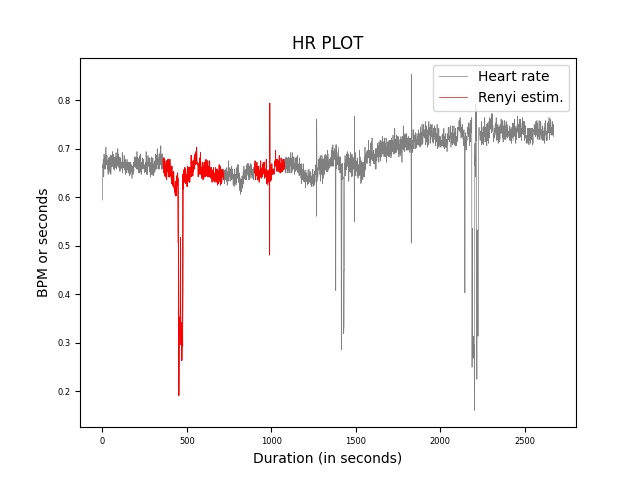 HR PLOT
Heart rate
Renyi estim.
BPM or seconds
0.8
0.7
0.6
0.5
0.4
0.3
0.2
0 500 1000 1500 2000 2500
Duration (in seconds)